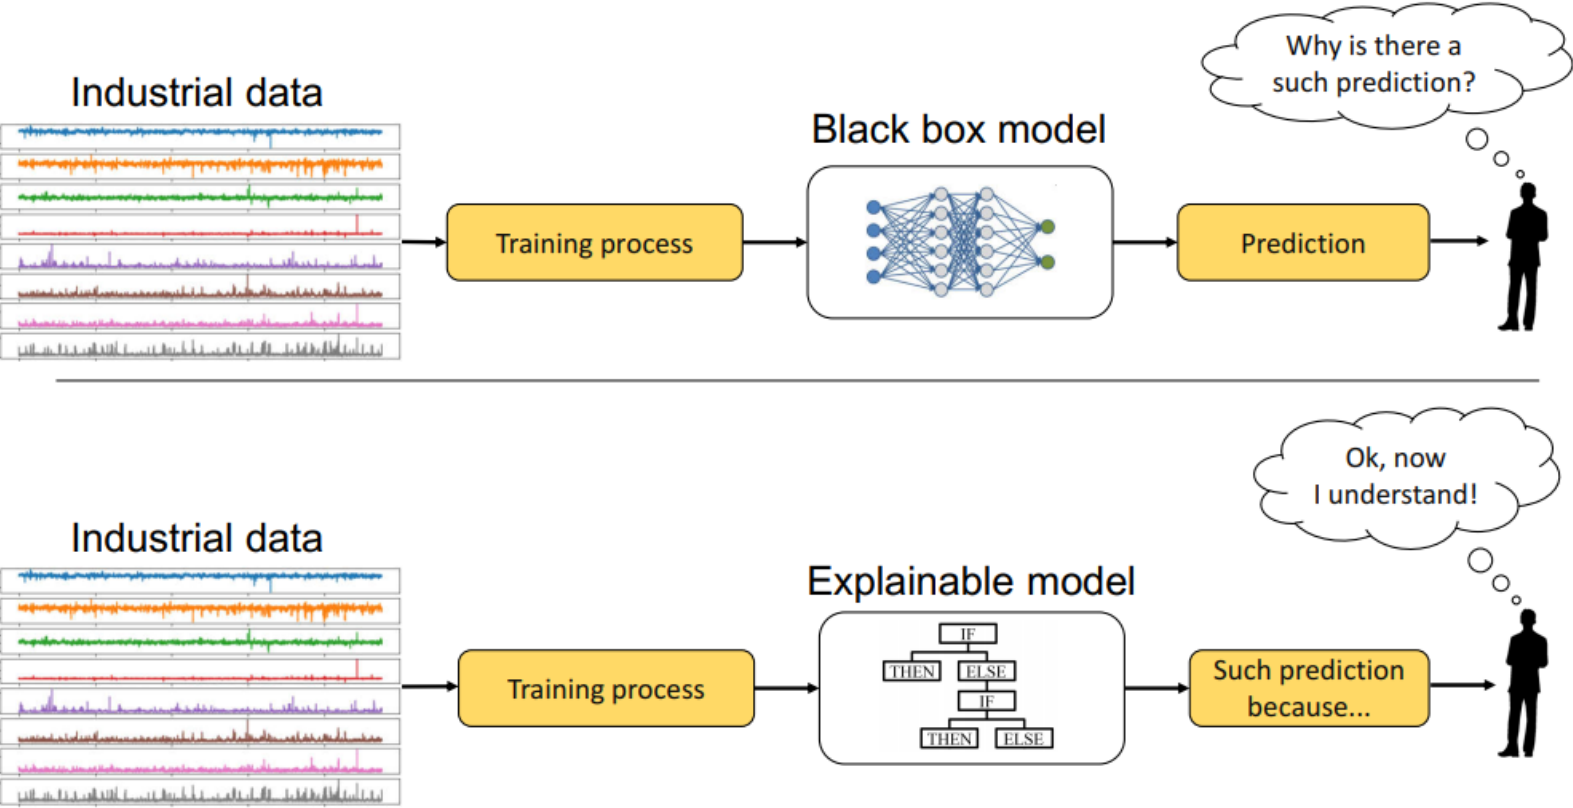 Industrial data
Training process
Black box model
Prediction
Why is there a
such prediction?
Industrial data
Training process
Explainable model
IF
THEN ELSE
IF
THEN ELSE
Such prediction
because...
Ok, now
I understand!